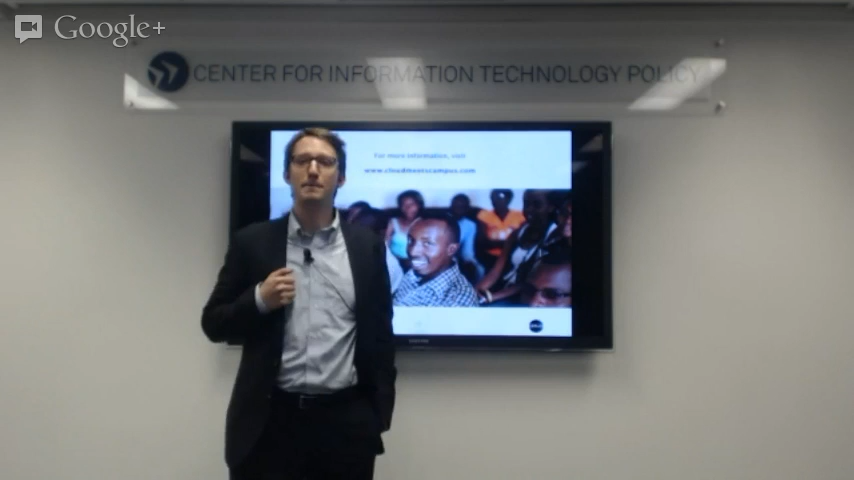 Google+
CENTER FOR INFORMATION TECHNOLOGY POLICY
For more information, visit
www.cloudmeetscampus.com